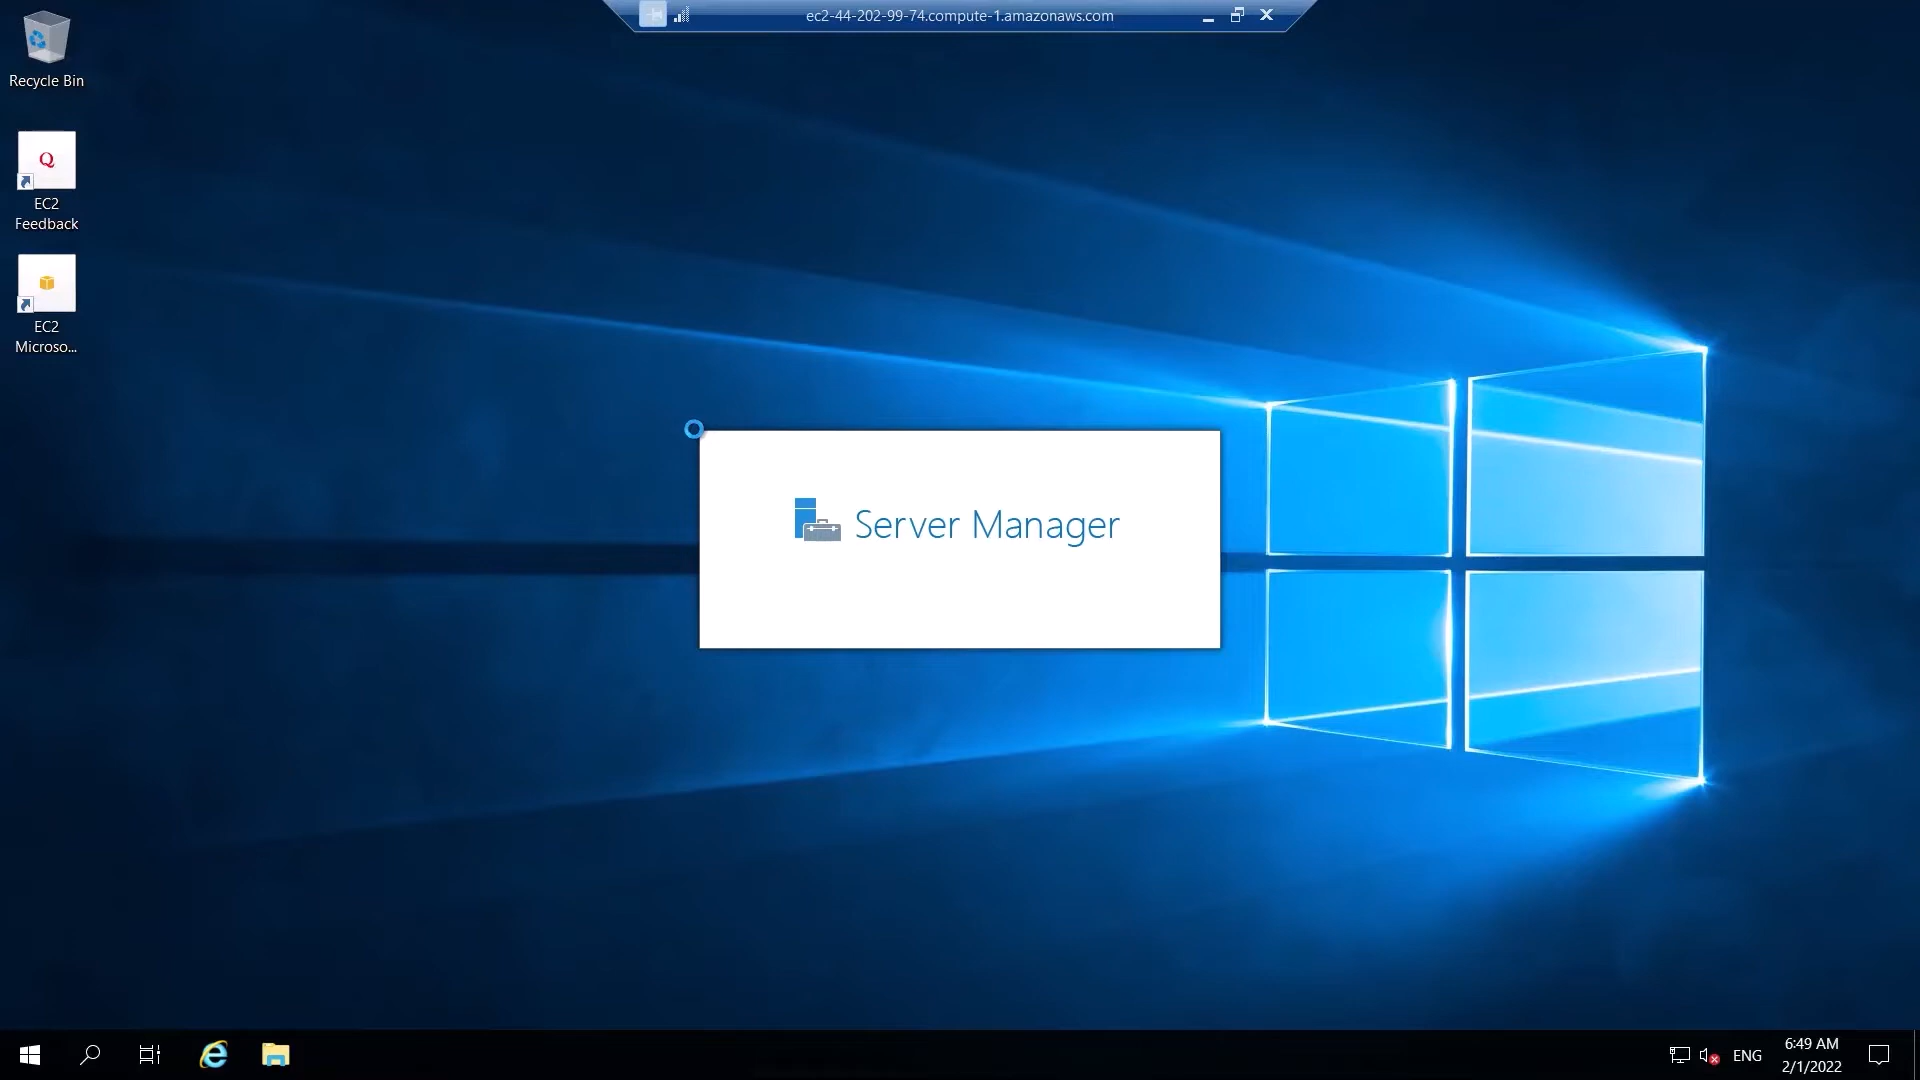 ec2-44-202-99-74.compute-1.amazonaws.com
Recycle Bin
Q
EC2
Feedback
EC2
Microso...
Server Manager
ENG
6:49 AM
2/1/2022